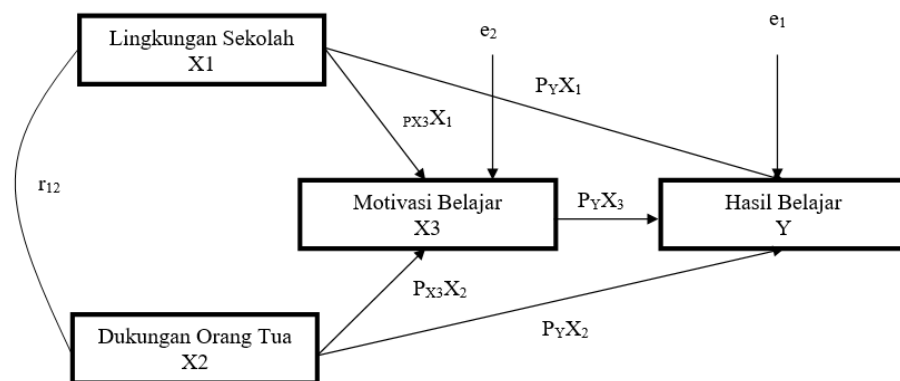 Lingkungan Sekolah
X1
e₂
e₁
PYX₁
PX3X₁
r₁₂
Motivasi Belajar
X3
PYX₃
Hasil Belajar
Y
PX3X₂
PYX₂
Dukungan Orang Tua
X2